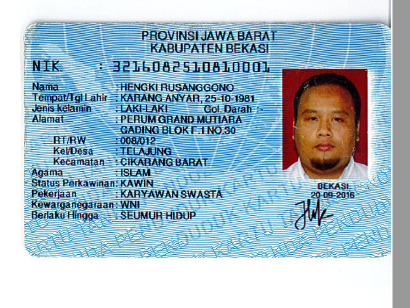 PROVINSI JAWA BARAT
KABUPATEN BEKASI
NIK : 3216082510810001
Nama : HENGKI RUSANGGONO
Tempat/Tgl Lahir : KARANG ANYAR, 25-10-1981
Jenis kelamin : LAKI-LAKI Gol. Darah : -
Alamat : PERUM GRAND MUTIARA
GADING BLOK F.1 NO.30
RT/RW : 008/012
Kel/Desa : TELAJUNG
Kecamatan : CIKARANG BARAT
Agama : ISLAM
Status Perkawinan: KAWIN
Pekerjaan : KARYAWAN SWASTA
Kewarganegaraan: WNI
Berlaku Hingga : SEUMUR HIDUP
BEKASI
20-09-2016